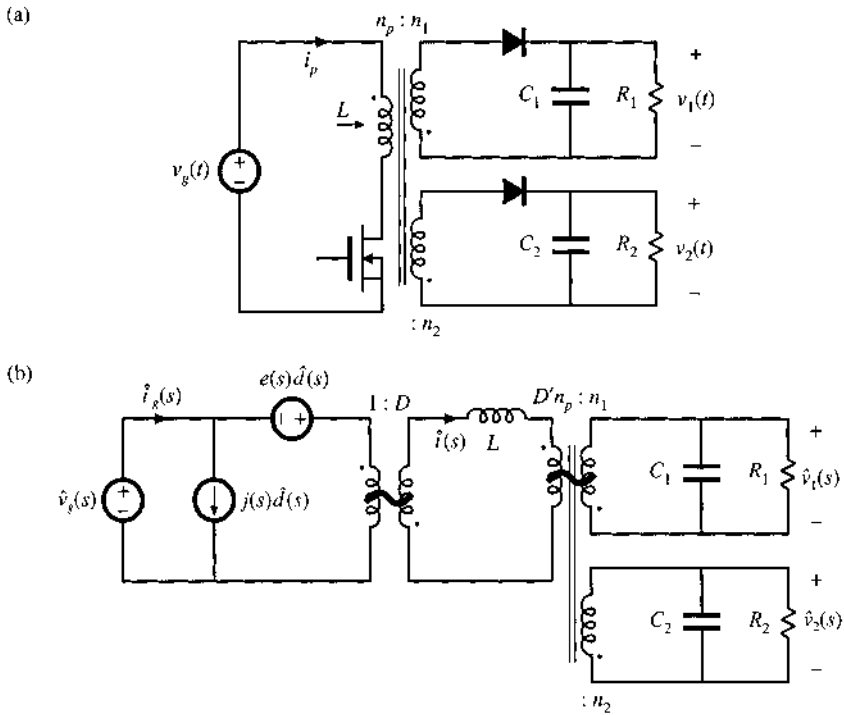 (a)
n_p : n_1
i_p
L
v_g(t)
+
−
C_1
R_1
+
v_1(t)
−
C_2
R_2
+
v_2(t)
−
: n_2
(b)
î_g(s)
e(s)d̂(s)
1 : D
î(s)
L
D′n_p : n_1
v̂_g(s)
+
−
j(s)d̂(s)
C_1
R_1
+
v̂_1(s)
−
C_2
R_2
+
v̂_2(s)
−
: n_2